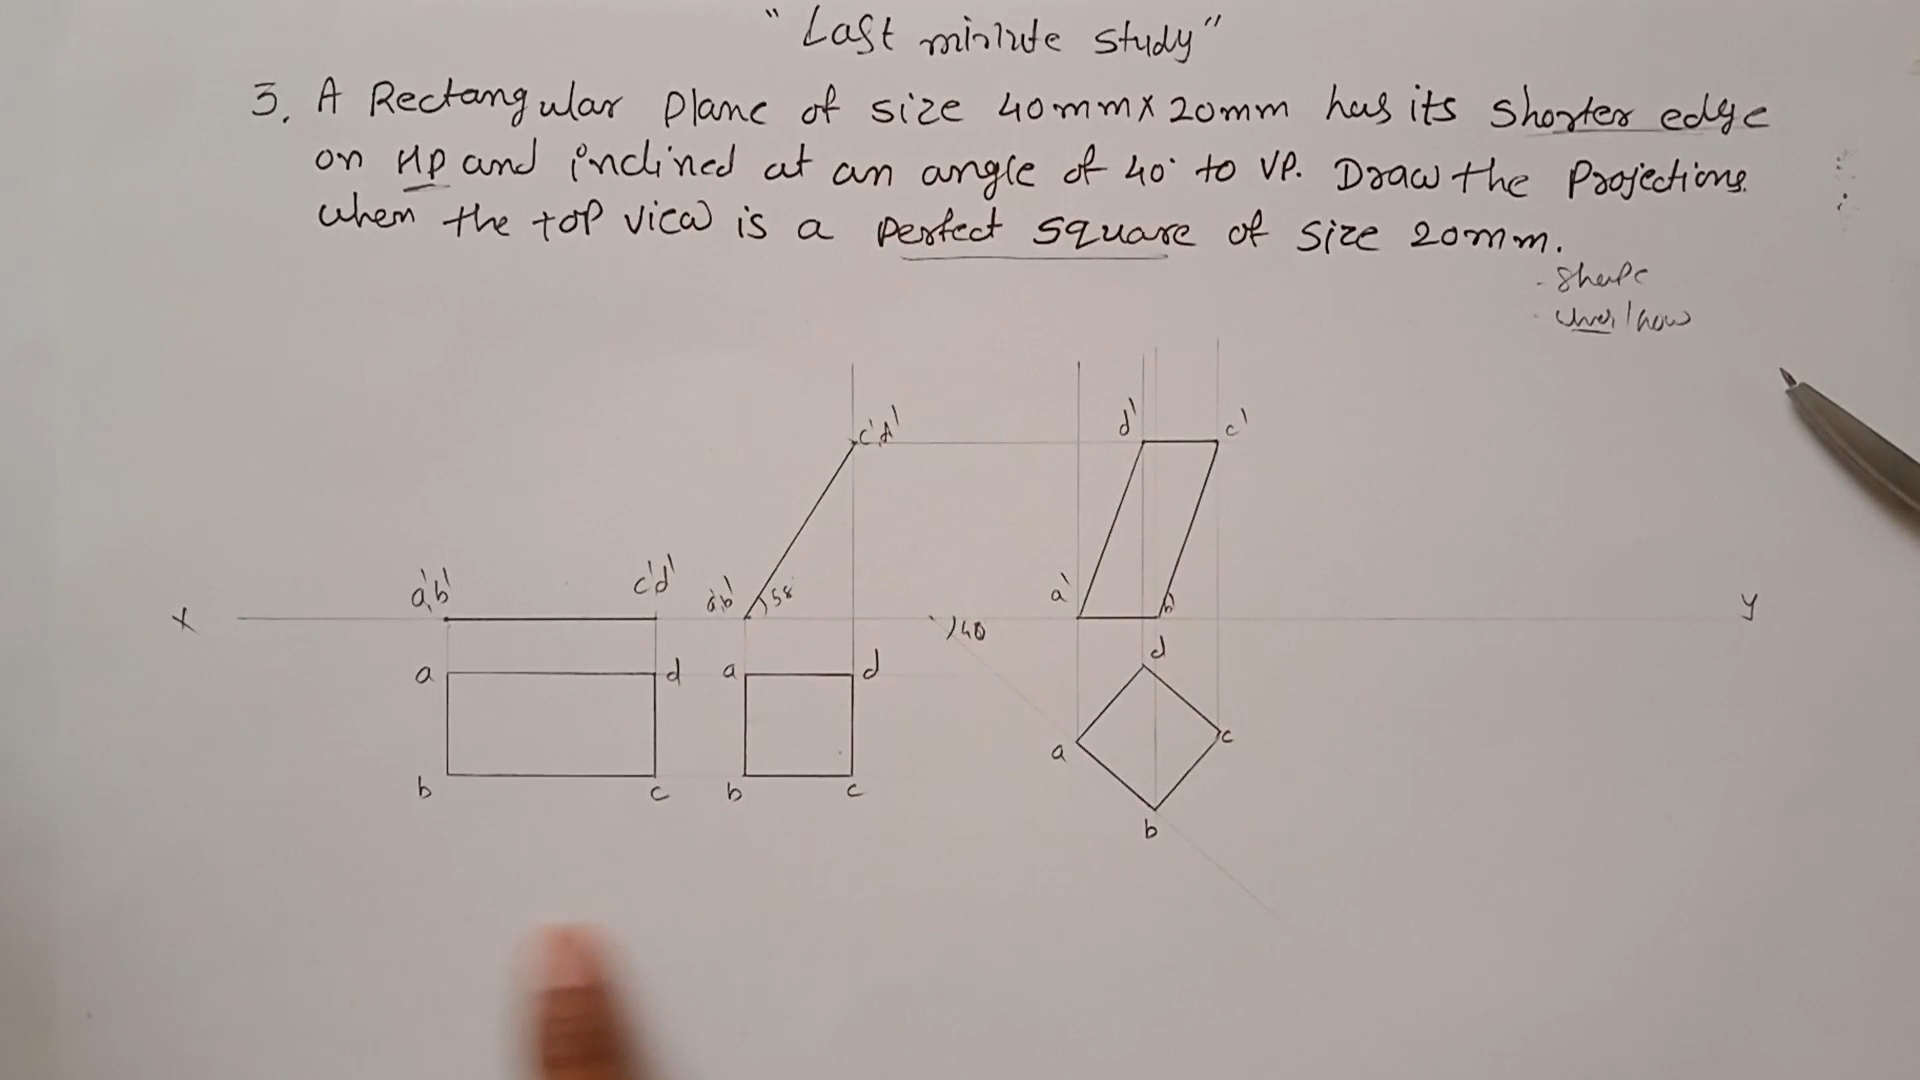 "Last minute study"
3. A Rectangular plane of size 40mm x 20mm has its shorter edge
on HP and inclined at an angle of 40° to VP. Draw the Projections.
when the top view is a perfect square of size 20mm.
- shape
d' c'
c'd'
a'b' c'd' a'b' 58 a' b'
X 40 Y
a d a d d
a c
b c b c
b